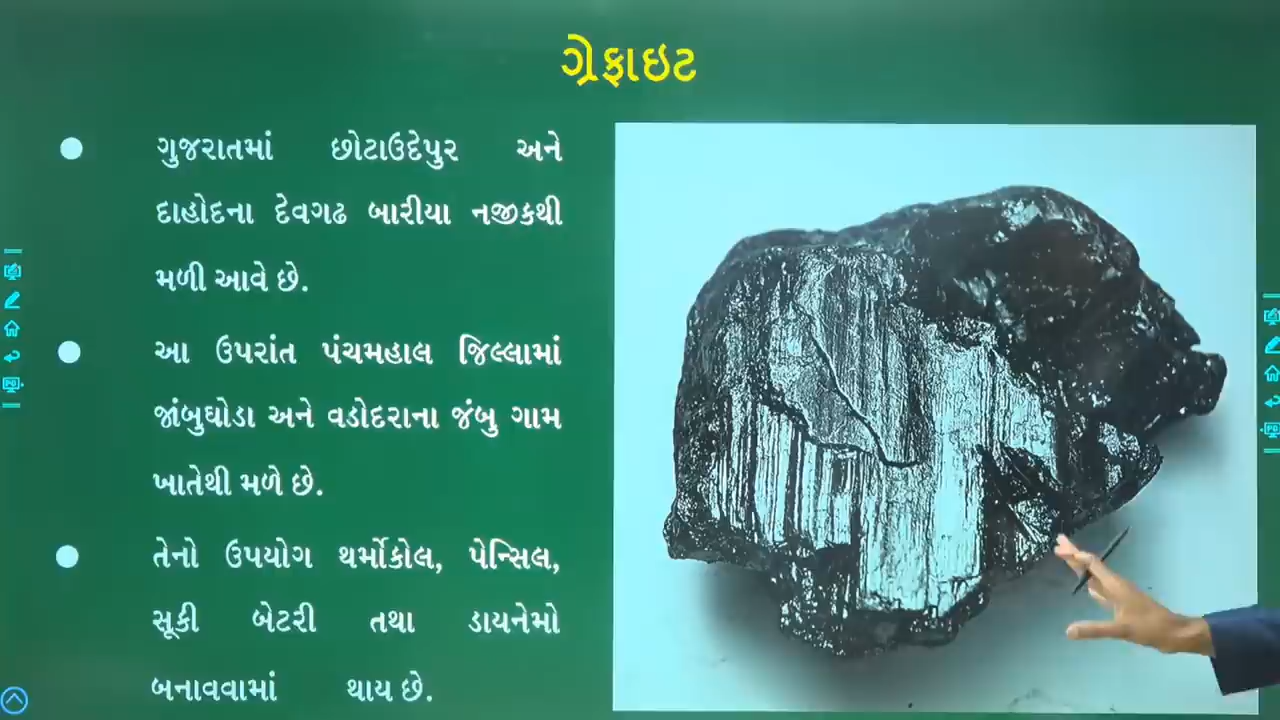 ગ્રેફાઇટ
ગુજરાતમાં છોટાઉદેપુર અને
દાહોદના દેવગઢ બારીયા નજીકથી
મળી આવે છે.
આ ઉપરાંત પંચમહાલ જિલ્લામાં
જાંબુઘોડા અને વડોદરાના જંબુ ગામ
ખાતેથી મળે છે.
તેનો ઉપયોગ થર્મોકોલ, પેન્સિલ,
સૂકી બેટરી તથા ડાયનેમો
બનાવવામાં થાય છે.